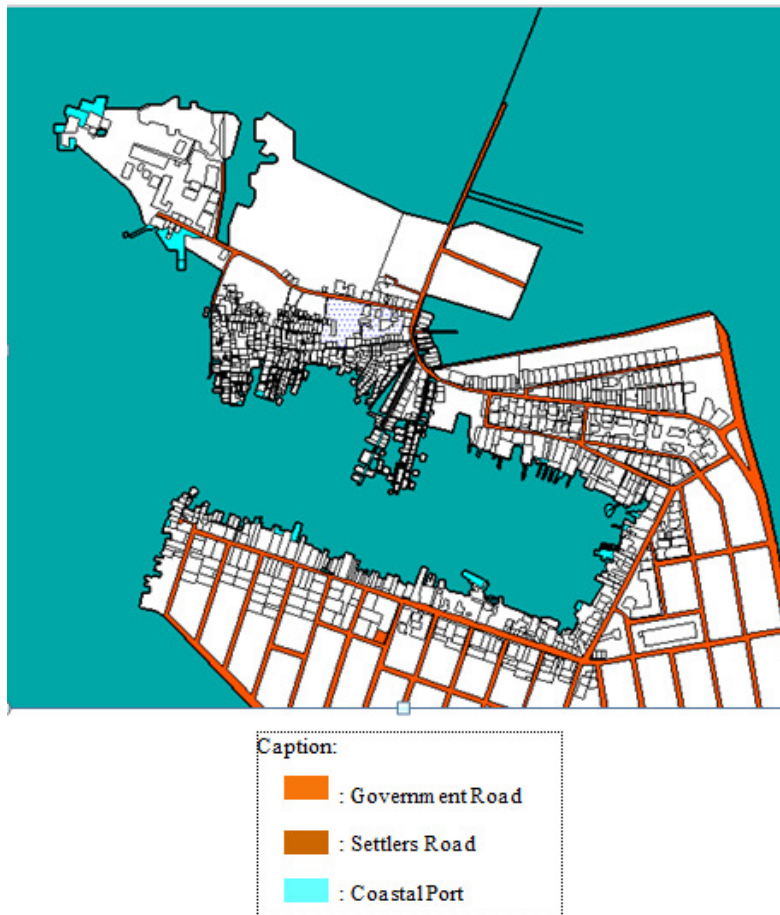 Caption:
: Government Road
: Settlers Road
: Coastal Port